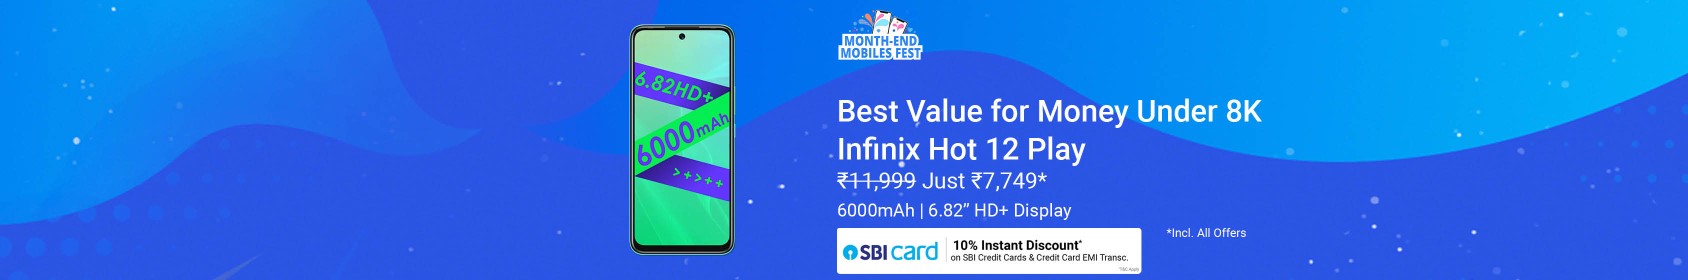 6.82HD+
6000mAh
>+>++
MONTH-END
MOBILES FEST
Best Value for Money Under 8K
Infinix Hot 12 Play
₹11,999 Just ₹7,749*
6000mAh | 6.82” HD+ Display
*Incl. All Offers
SBI card
10% Instant Discount*
on SBI Credit Cards & Credit Card EMI Transc.
*T&C Apply